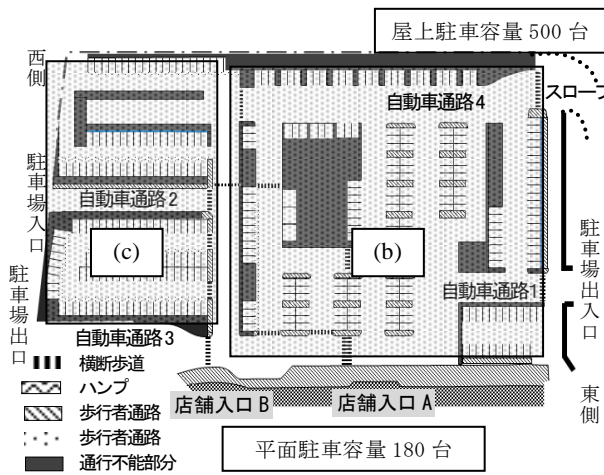 屋上駐車容量 500 台
西側
スロープ
自動車通路4
駐車場入口
自動車通路2
(c)
(b)
駐車場出入口
自動車通路1
駐車場出口
自動車通路3
横断歩道
ハンプ
東側
歩行者通路
店舗入口 B
店舗入口 A
歩行者通路
平面駐車容量 180 台
通行不能部分